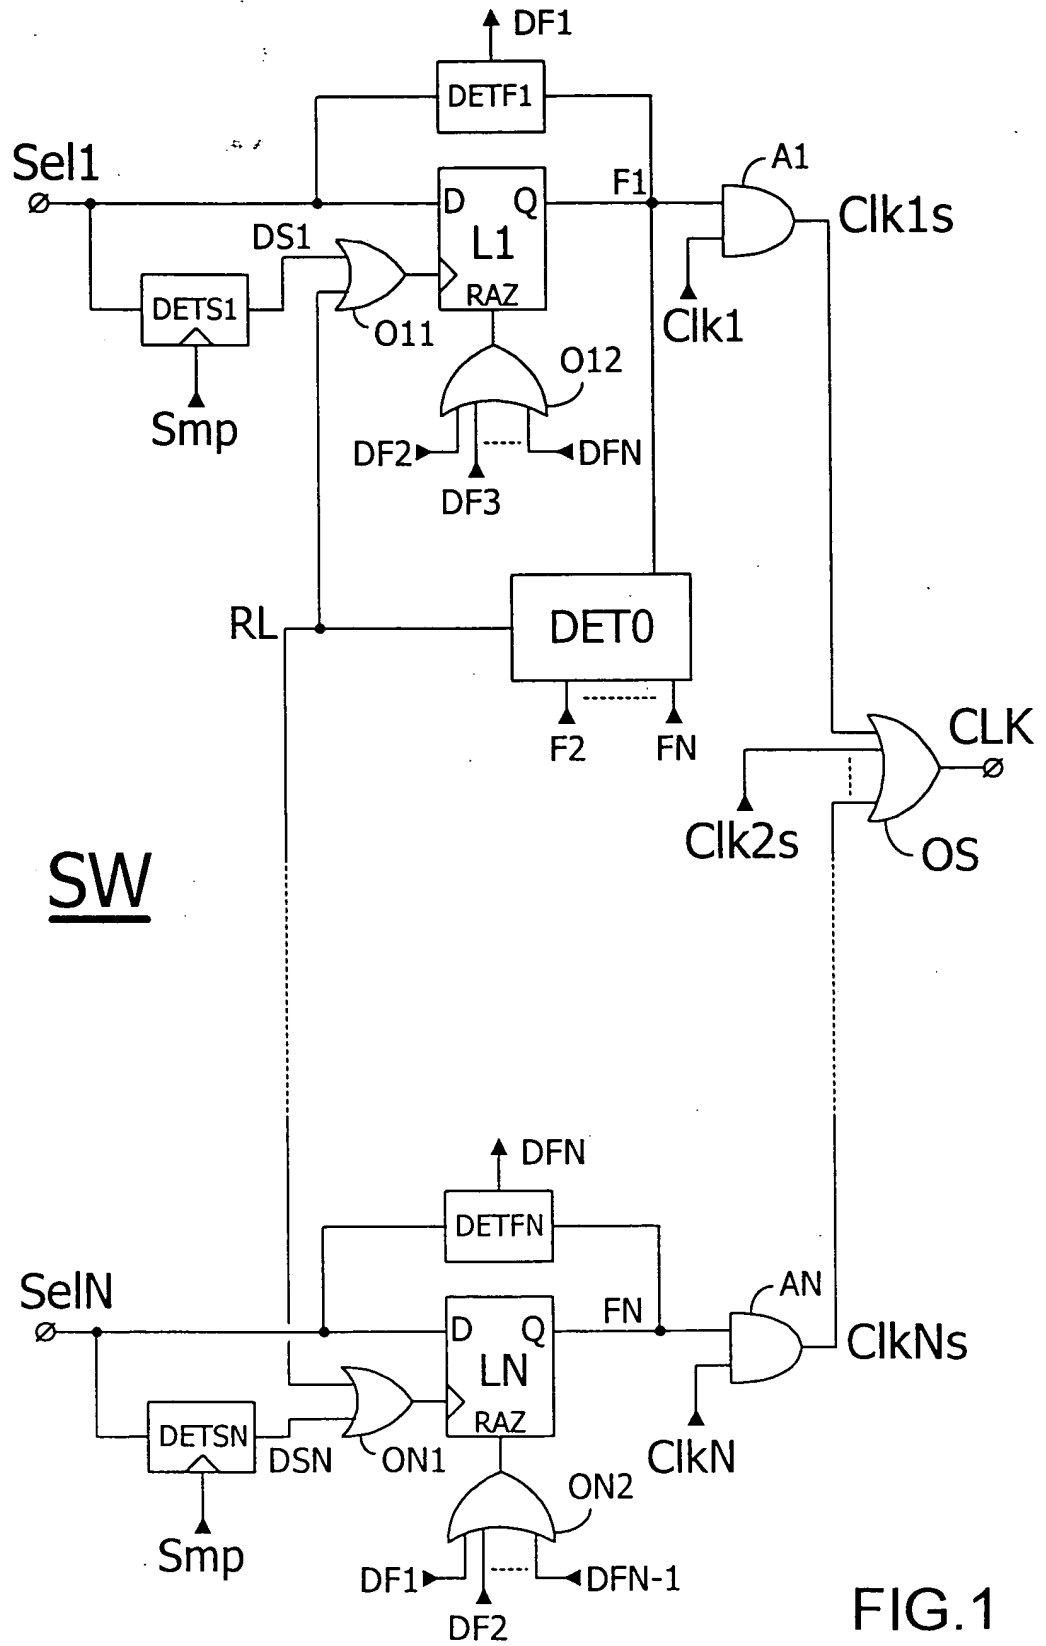 DF1
DETF1
A1
Sel1
F1
D Q
Clk1s
L1
DS1
RAZ
DETS1
O11
Clk1
O12
Smp
DF2
DFN
DF3
RL
DET0
F2
FN
CLK
Clk2s
OS
SW
DFN
DETFN
AN
SelN
FN
D Q
ClkNs
LN
RAZ
DETSN
DSN
ON1
ClkN
ON2
Smp
DF1
DFN-1
DF2
FIG.1